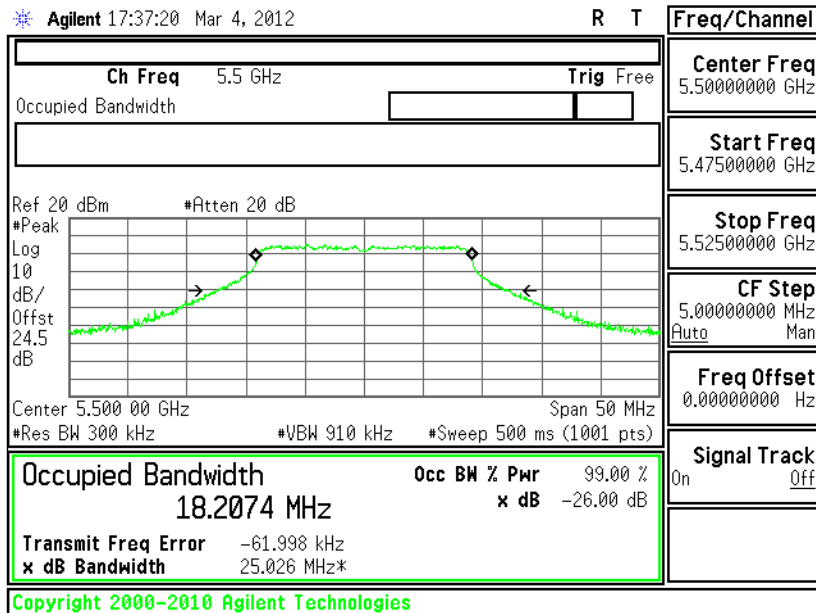 Agilent 17:37:20 Mar 4, 2012 R T
Ch Freq 5.5 GHz Trig Free
Occupied Bandwidth
Ref 20 dBm #Atten 20 dB
#Peak
Log
10
dB/
Offst
24.5
dB
Center 5.500 00 GHz Span 50 MHz
#Res BW 300 kHz #VBW 910 kHz #Sweep 500 ms (1001 pts)
Occupied Bandwidth
18.2074 MHz
Occ BW % Pwr 99.00 %
x dB -26.00 dB
Transmit Freq Error -61.998 kHz
x dB Bandwidth 25.026 MHz*
Copyright 2000-2010 Agilent Technologies
Freq/Channel
Center Freq
5.50000000 GHz
Start Freq
5.47500000 GHz
Stop Freq
5.52500000 GHz
CF Step
5.00000000 MHz
Auto Man
Freq Offset
0.00000000 Hz
Signal Track
On Off